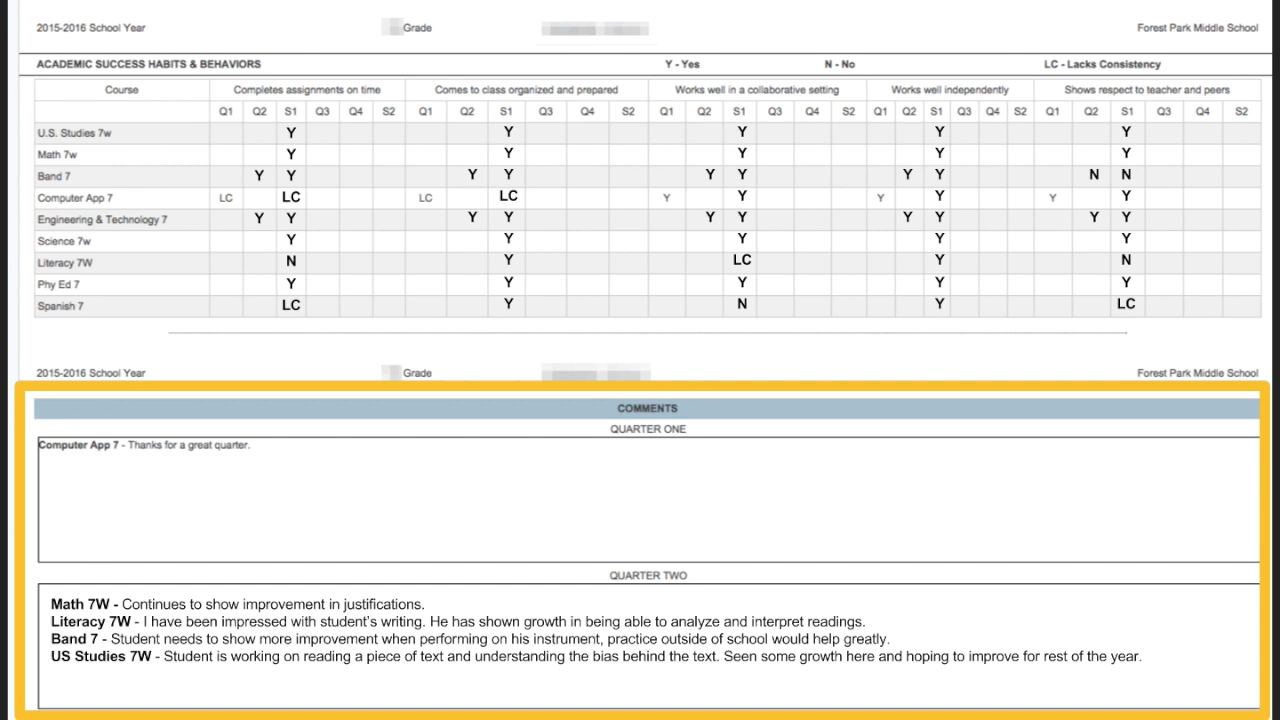 2015-2016 School Year Grade Forest Park Middle School
ACADEMIC SUCCESS HABITS & BEHAVIORS Y - Yes N - No LC - Lacks Consistency
Course Completes assignments on time Comes to class organized and prepared Works well in a collaborative setting Works well independently Shows respect to teacher and peers
Q1 Q2 S1 Q3 Q4 S2 Q1 Q2 S1 Q3 Q4 S2 Q1 Q2 S1 Q3 Q4 S2 Q1 Q2 S1 Q3 Q4 S2 Q1 Q2 S1 Q3 Q4 S2
U.S. Studies 7w Y Y Y Y Y
Math 7w Y Y Y Y Y
Band 7 Y Y Y Y Y Y Y Y N N
Computer App 7 LC LC LC LC Y Y Y Y Y Y
Engineering & Technology 7 Y Y Y Y Y Y Y Y Y Y
Science 7w Y Y Y Y Y
Literacy 7W N Y LC Y N
Phy Ed 7 Y Y Y Y Y
Spanish 7 LC Y N Y LC
2015-2016 School Year Grade Forest Park Middle School
COMMENTS
QUARTER ONE
Computer App 7 - Thanks for a great quarter.
QUARTER TWO
Math 7W - Continues to show improvement in justifications.
Literacy 7W - I have been impressed with student's writing. He has shown growth in being able to analyze and interpret readings.
Band 7 - Student needs to show more improvement when performing on his instrument, practice outside of school would help greatly.
US Studies 7W - Student is working on reading a piece of text and understanding the bias behind the text. Seen some growth here and hoping to improve for rest of the year.